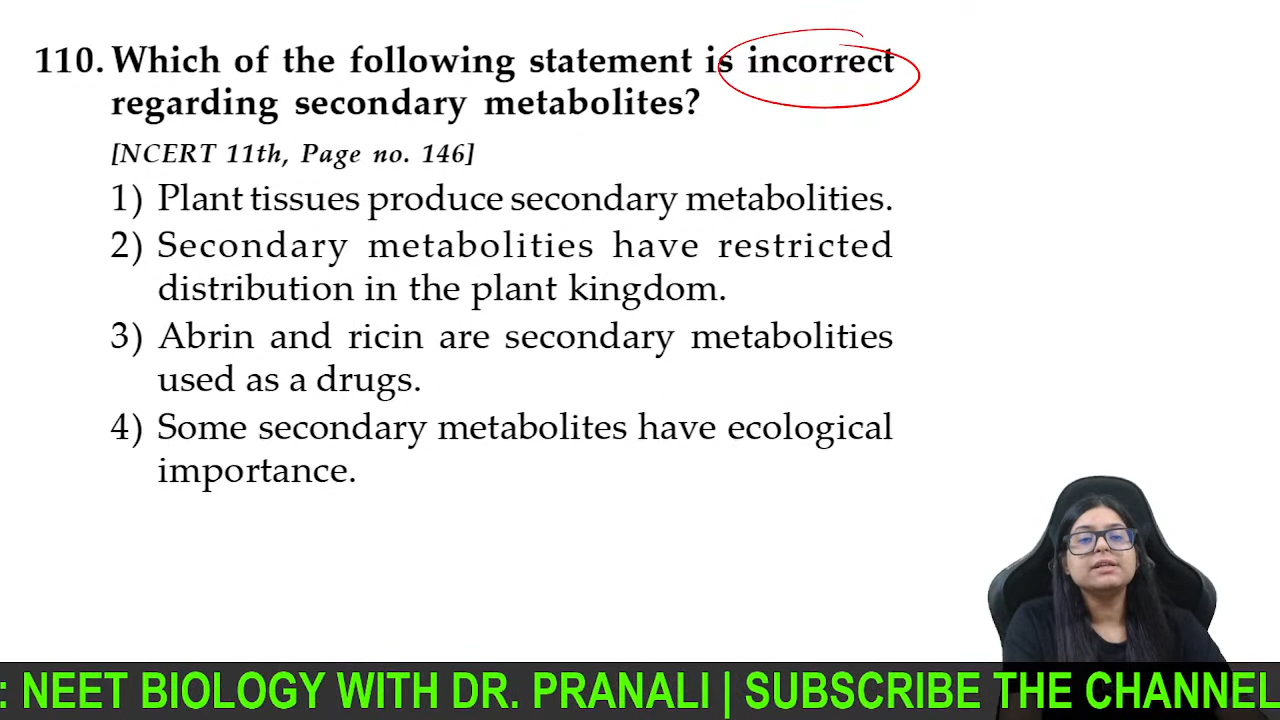 110. Which of the following statement is incorrect
regarding secondary metabolites?
[NCERT 11th, Page no. 146]
1) Plant tissues produce secondary metabolities.
2) Secondary metabolities have restricted
distribution in the plant kingdom.
3) Abrin and ricin are secondary metabolities
used as a drugs.
4) Some secondary metabolites have ecological
importance.
: NEET BIOLOGY WITH DR. PRANALI | SUBSCRIBE THE CHANNEL